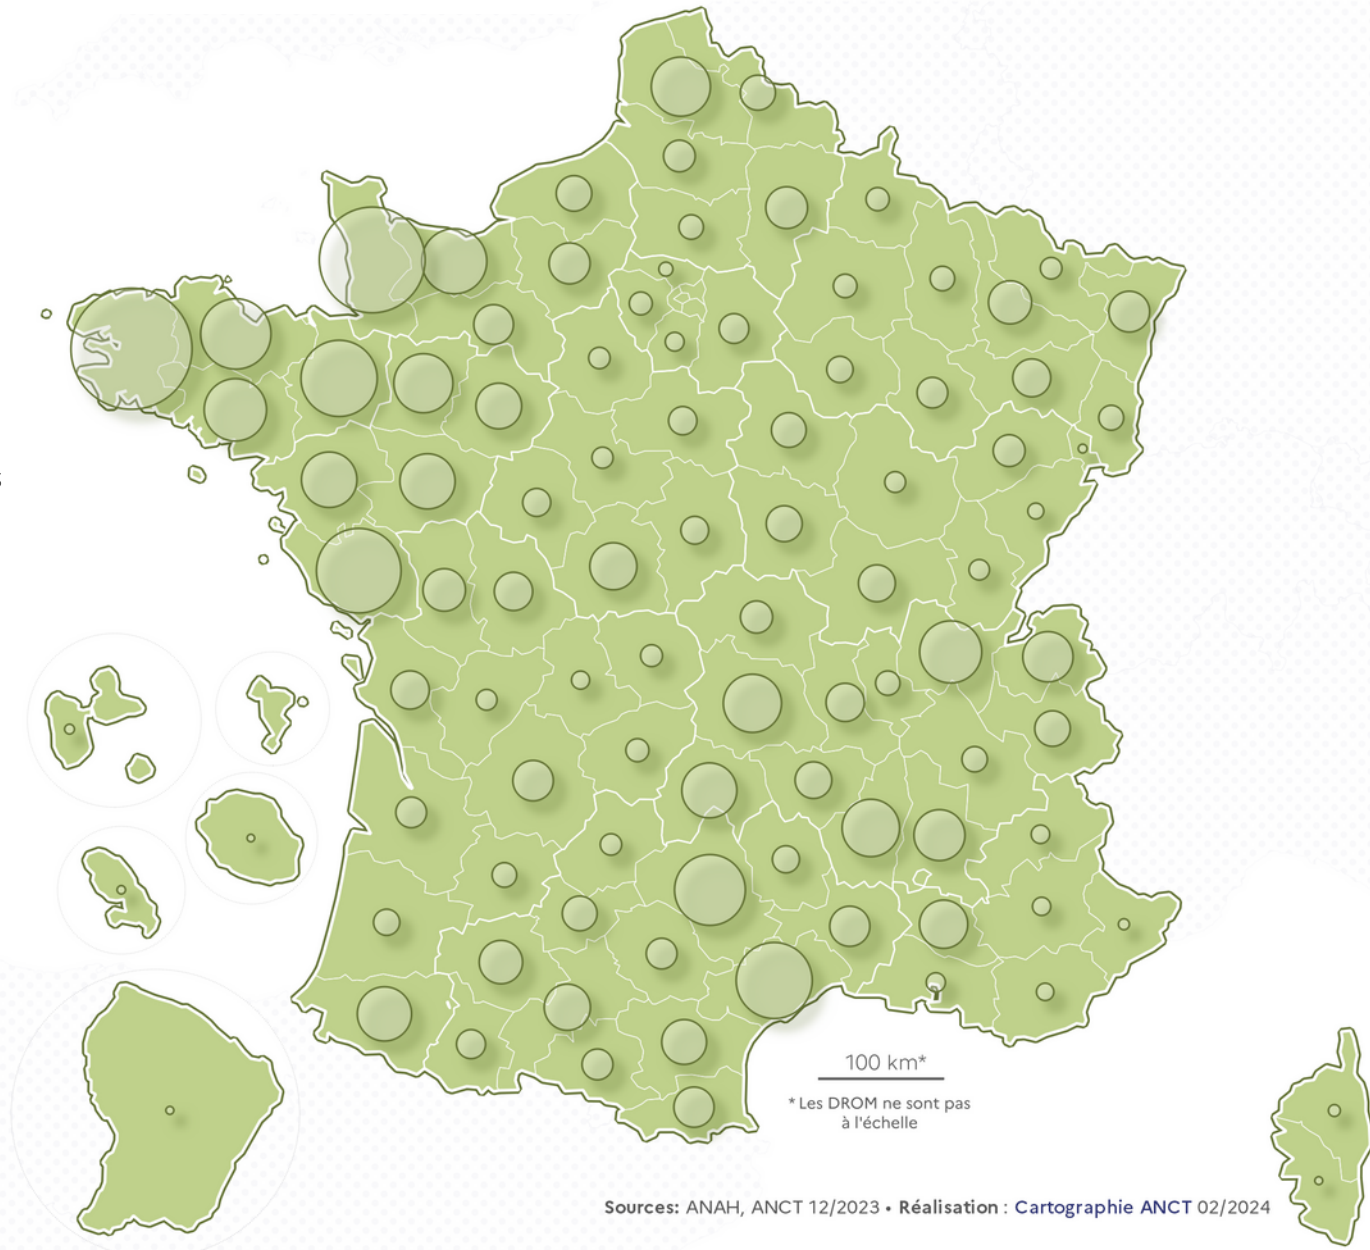 100 km*
* Les DROM ne sont pas
à l'échelle
Sources: ANAH, ANCT 12/2023 • Réalisation : Cartographie ANCT 02/2024